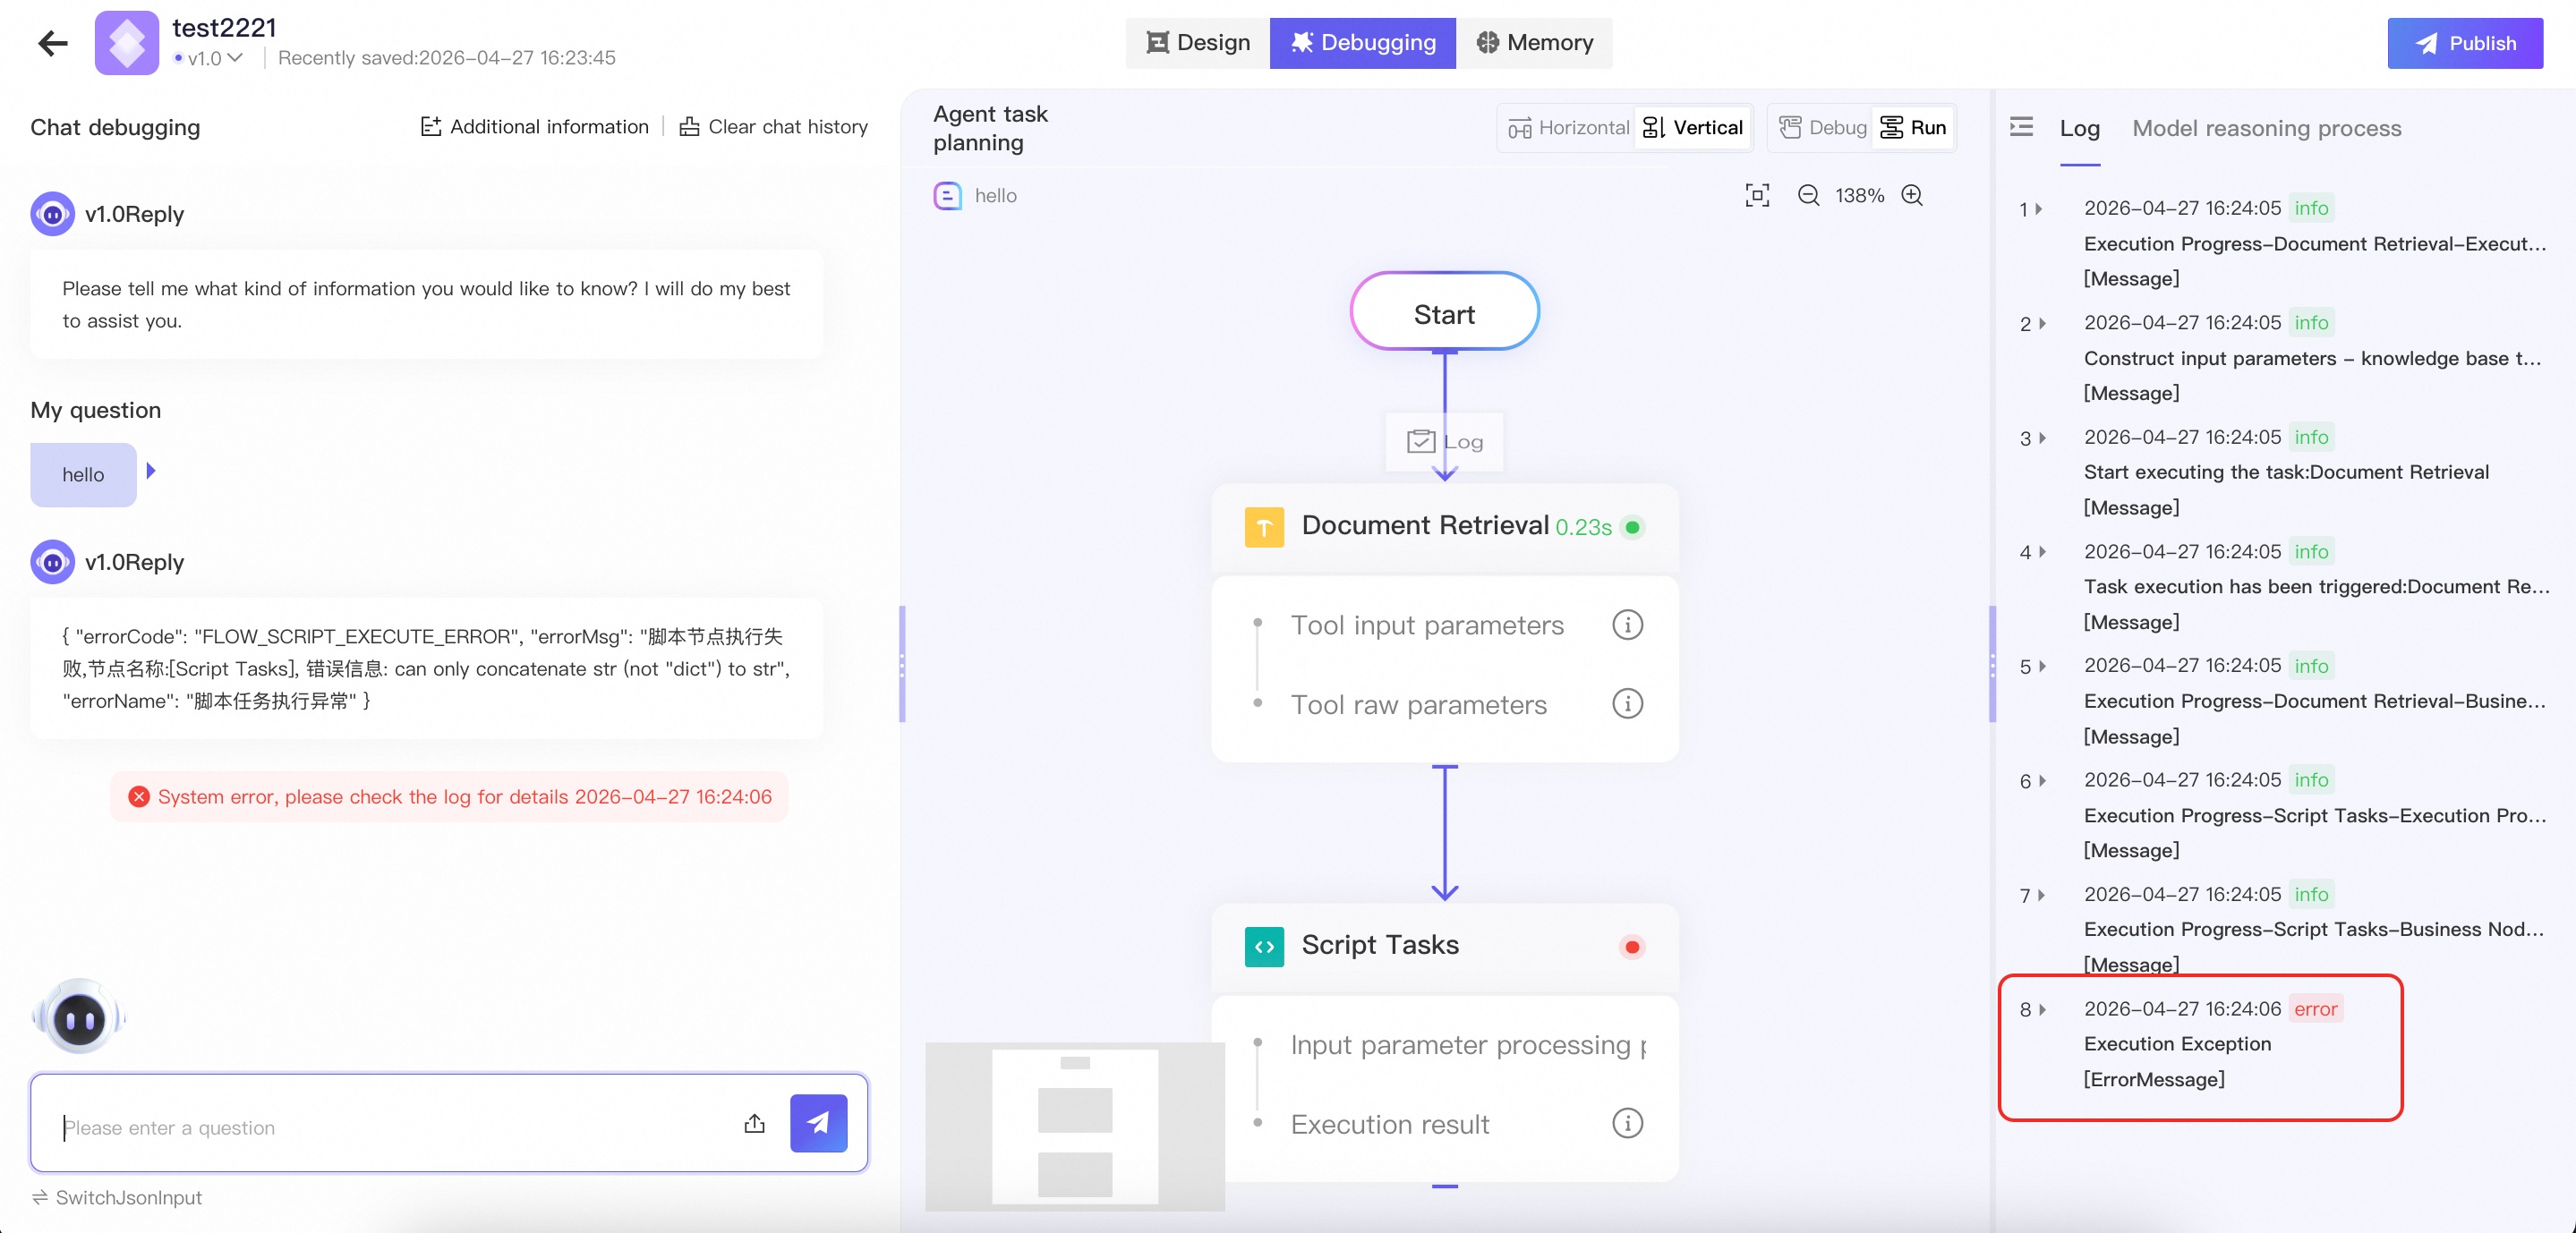 test2221
v1.0
Recently saved:2026-04-27 16:23:45
Design
Debugging
Memory
Publish
Chat debugging
Additional information
Clear chat history
v1.0Reply
Please tell me what kind of information you would like to know? I will do my best
to assist you.
My question
hello
v1.0Reply
{ "errorCode": "FLOW_SCRIPT_EXECUTE_ERROR", "errorMsg": "脚本节点执行失
败,节点名称:[Script Tasks], 错误信息: can only concatenate str (not "dict") to str",
"errorName": "脚本任务执行异常" }
System error, please check the log for details 2026-04-27 16:24:06
Please enter a question
SwitchJsonInput
Agent task
planning
Horizontal
Vertical
Debug
Run
hello
138%
Start
Log
Document Retrieval 0.23s
Tool input parameters
Tool raw parameters
Script Tasks
Input parameter processing
Execution result
Log
Model reasoning process
1 2026-04-27 16:24:05 info
Execution Progress-Document Retrieval-Execut...
[Message]
2 2026-04-27 16:24:05 info
Construct input parameters - knowledge base t...
[Message]
3 2026-04-27 16:24:05 info
Start executing the task:Document Retrieval
[Message]
4 2026-04-27 16:24:05 info
Task execution has been triggered:Document Re...
[Message]
5 2026-04-27 16:24:05 info
Execution Progress-Document Retrieval-Busine...
[Message]
6 2026-04-27 16:24:05 info
Execution Progress-Script Tasks-Execution Pro...
[Message]
7 2026-04-27 16:24:05 info
Execution Progress-Script Tasks-Business Nod...
[Message]
8 2026-04-27 16:24:06 error
Execution Exception
[ErrorMessage]